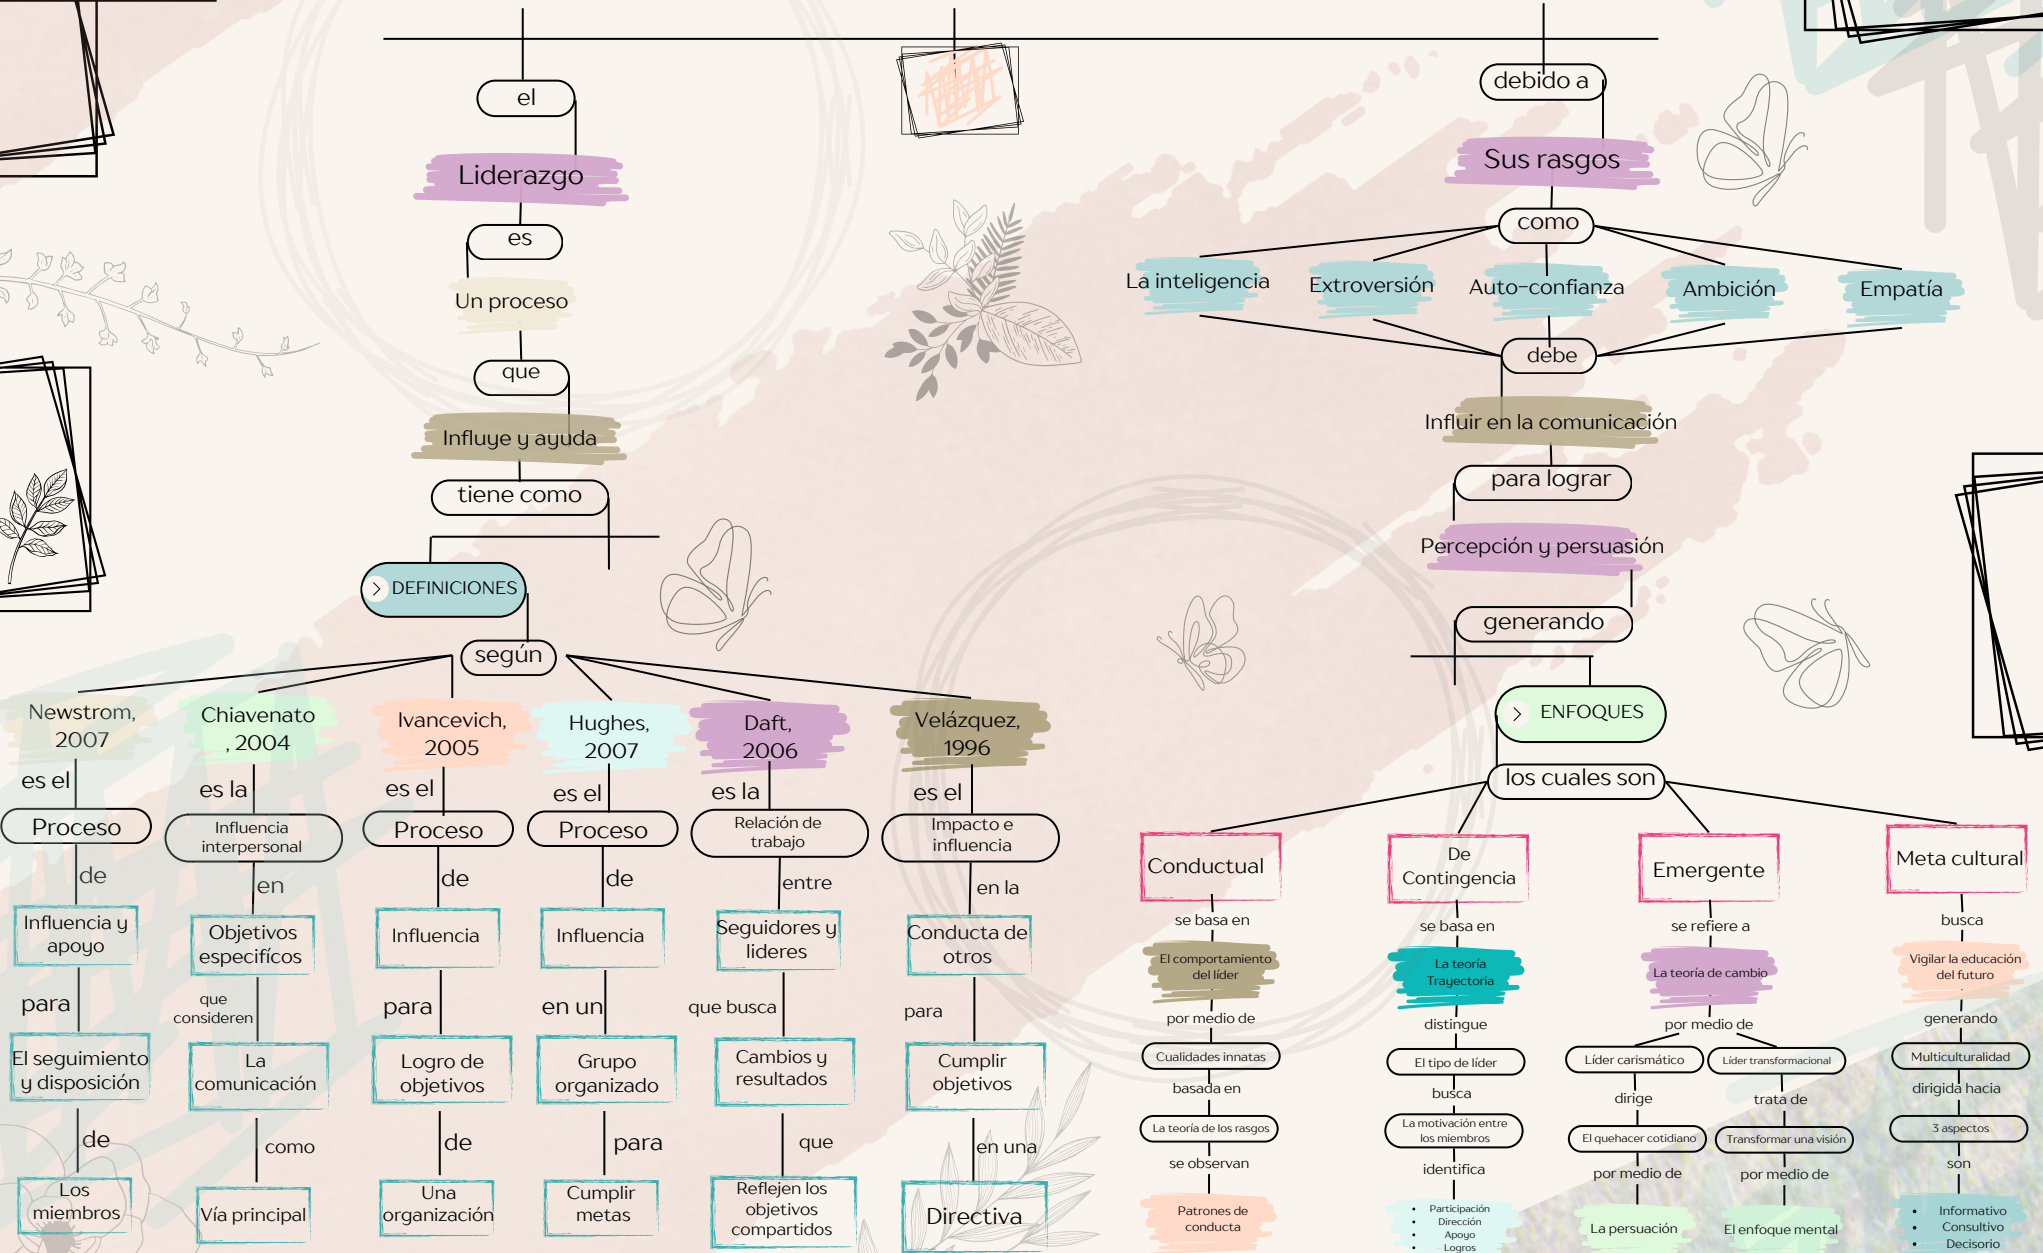 el
Liderazgo
es
Un proceso
que
Influye y ayuda
tiene como
DEFINICIONES
según
Newstrom,
2007
es el
Proceso
de
Influencia y
apoyo
para
El seguimiento
y disposición
de
Los
miembros
Chiavenato
, 2004
es la
Influencia
interpersonal
en
Objetivos
especifícos
que
consideren
La
comunicación
como
Vía principal
Ivancevich,
2005
es el
Proceso
de
Influencia
para
Logro de
objetivos
de
Una
organización
Hughes,
2007
es el
Proceso
de
Influencia
en un
Grupo
organizado
para
Cumplir
metas
Daft,
2006
es la
Relación de
trabajo
entre
Seguidores y
lideres
que busca
Cambios y
resultados
que
Reflejen los
objetivos
compartidos
Velázquez,
1996
es el
Impacto e
influencia
en la
Conducta de
otros
para
Cumplir
objetivos
en una
Directiva
debido a
Sus rasgos
como
La inteligencia
Extroversión
Auto-confianza
Ambición
Empatía
debe
Influir en la comunicación
para lograr
Percepción y persuasión
generando
ENFOQUES
los cuales son
Conductual
se basa en
El comportamiento
del líder
por medio de
Cualidades innatas
basada en
La teoría de los rasgos
se observan
Patrones de
conducta
De
Contingencia
se basa en
La teoría
Trayectoria
distingue
El tipo de líder
busca
La motivación entre
los miembros
identifica
• Participación
• Dirección
• Apoyo
• Logros
Emergente
se refiere a
La teoría de cambio
por medio de
Líder carismático
dirige
El quehacer cotidiano
por medio de
La persuación
Líder transformacional
trata de
Transformar una visión
por medio de
El enfoque mental
Meta cultural
busca
Vigilar la educación
del futuro
generando
Multiculturalidad
dirigida hacia
3 aspectos
son
• Informativo
• Consultivo
• Decisorio